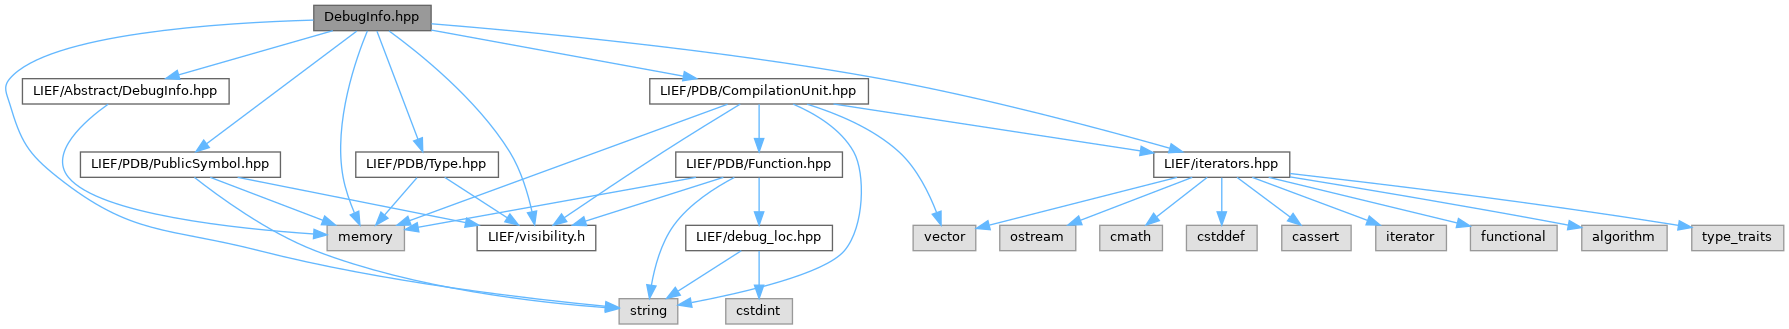 DebugInfo.hpp
LIEF/Abstract/DebugInfo.hpp
LIEF/PDB/CompilationUnit.hpp
LIEF/PDB/PublicSymbol.hpp
LIEF/PDB/Type.hpp
LIEF/PDB/Function.hpp
LIEF/iterators.hpp
memory
LIEF/visibility.h
LIEF/debug_loc.hpp
vector
ostream
cmath
cstddef
cassert
iterator
functional
algorithm
type_traits
string
cstdint